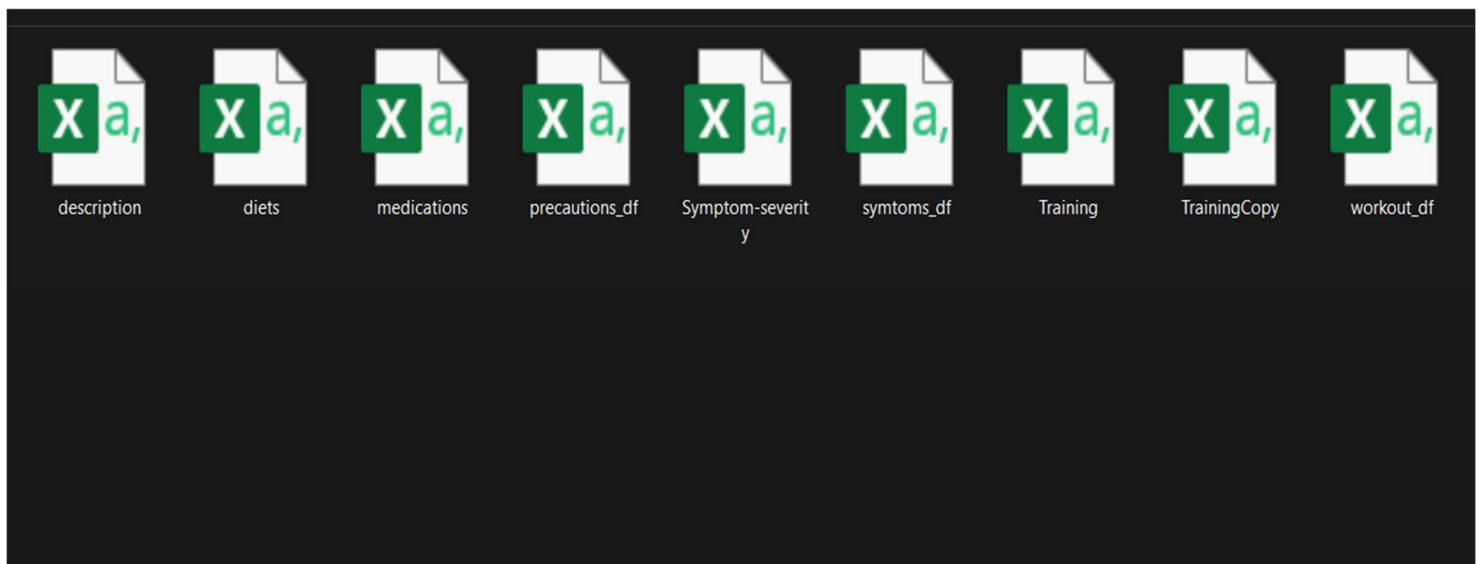 X a, X a, X a, X a, X a, X a, X a, X a, X a,
description diets medications precautions_df Symptom-severit symtoms_df Training TrainingCopy workout_df
y